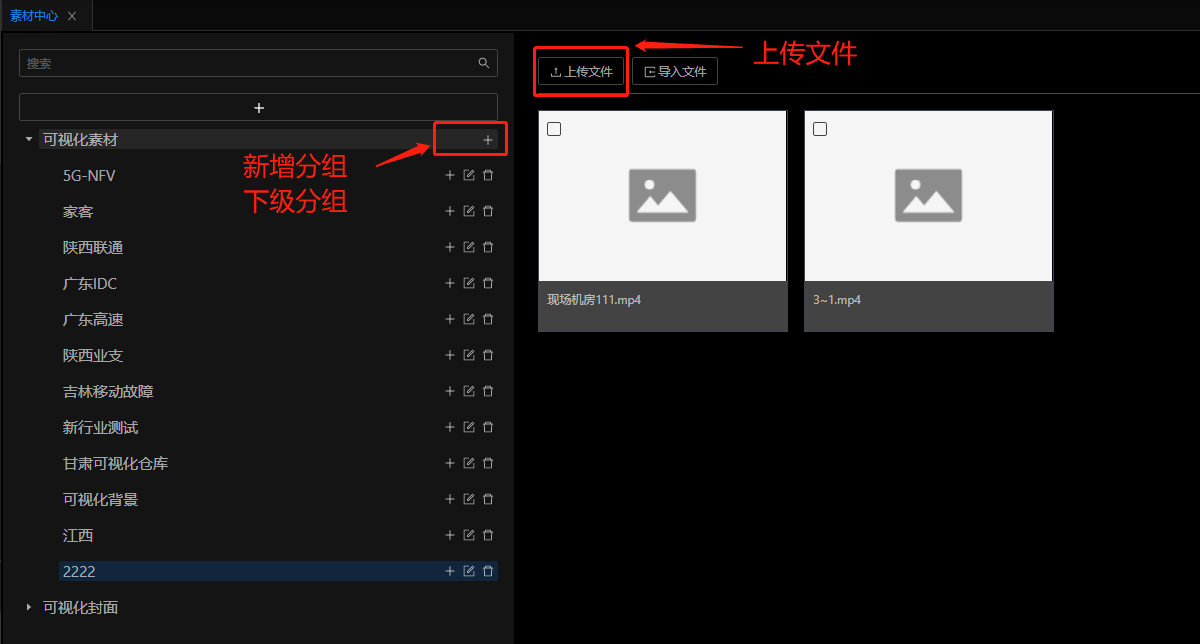 素材中心
搜索
可视化素材
5G-NFV
家客
陕西联通
广东IDC
广东高速
陕西业支
吉林移动故障
新行业测试
甘肃可视化仓库
可视化背景
江西
2222
可视化封面
新增分组
下级分组
上传文件
导入文件
上传文件
现场机房111.mp4
3~1.mp4